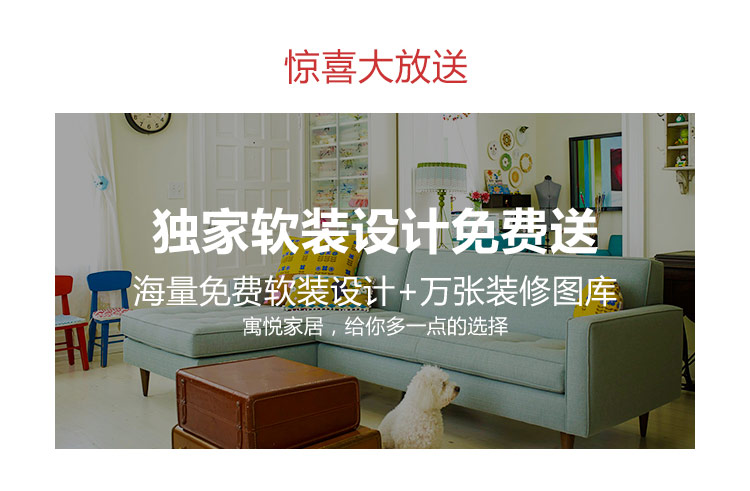 惊喜大放送
独家软装设计免费送
海量免费软装设计+万张装修图库
寓悦家居，给你多一点的选择